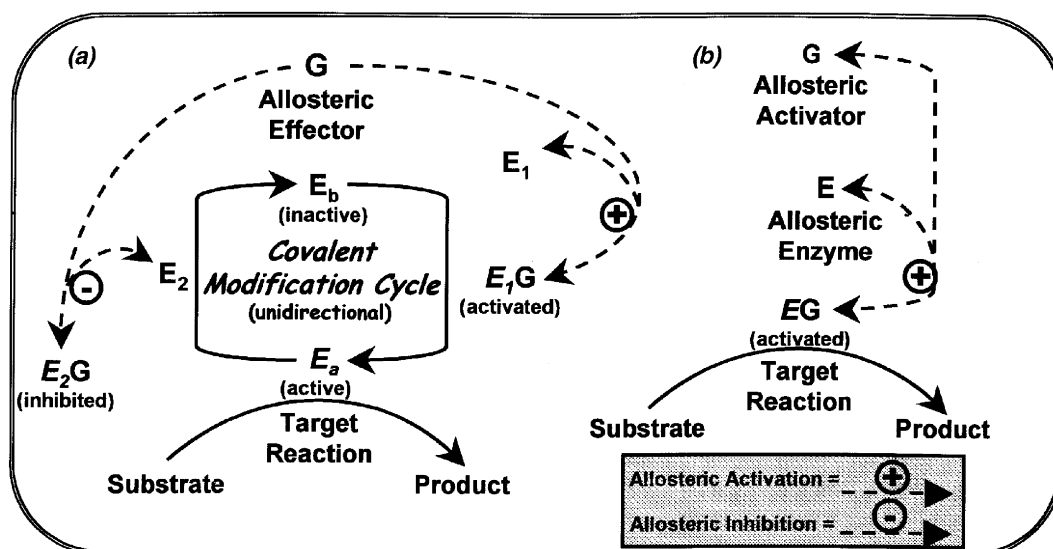 (a)
G
Allosteric
Effector
E1
+
Eb
(inactive)
Covalent
Modification Cycle
(unidirectional)
E2
-
E1G
(activated)
E2G
(inhibited)
Ea
(active)
Target
Reaction
Substrate
Product
(b)
G
Allosteric
Activator
E
Allosteric
Enzyme
+
EG
(activated)
Target
Reaction
Substrate
Product
Allosteric Activation = +
Allosteric Inhibition = -